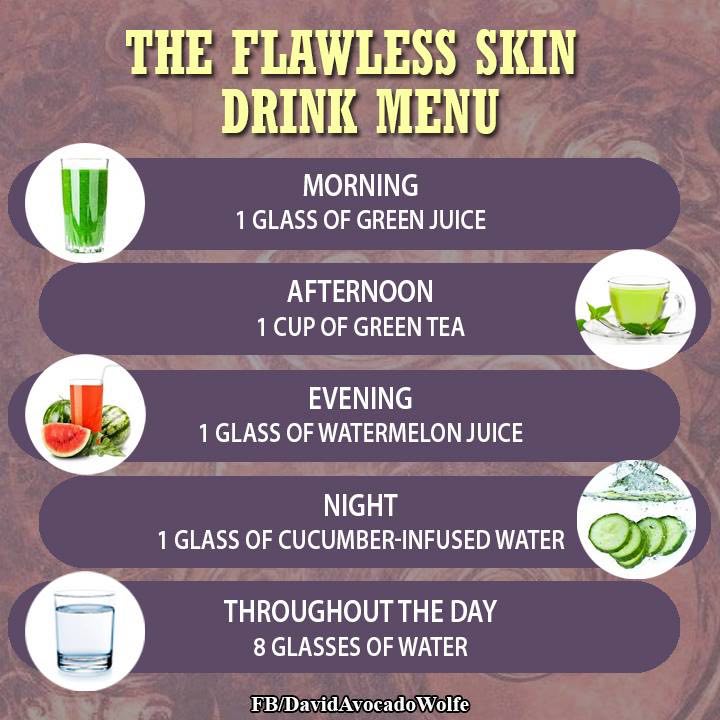 THE FLAWLESS SKIN
DRINK MENU
MORNING
1 GLASS OF GREEN JUICE
AFTERNOON
1 CUP OF GREEN TEA
EVENING
1 GLASS OF WATERMELON JUICE
NIGHT
1 GLASS OF CUCUMBER-INFUSED WATER
THROUGHOUT THE DAY
8 GLASSES OF WATER
FB/DavidAvocadoWolfe